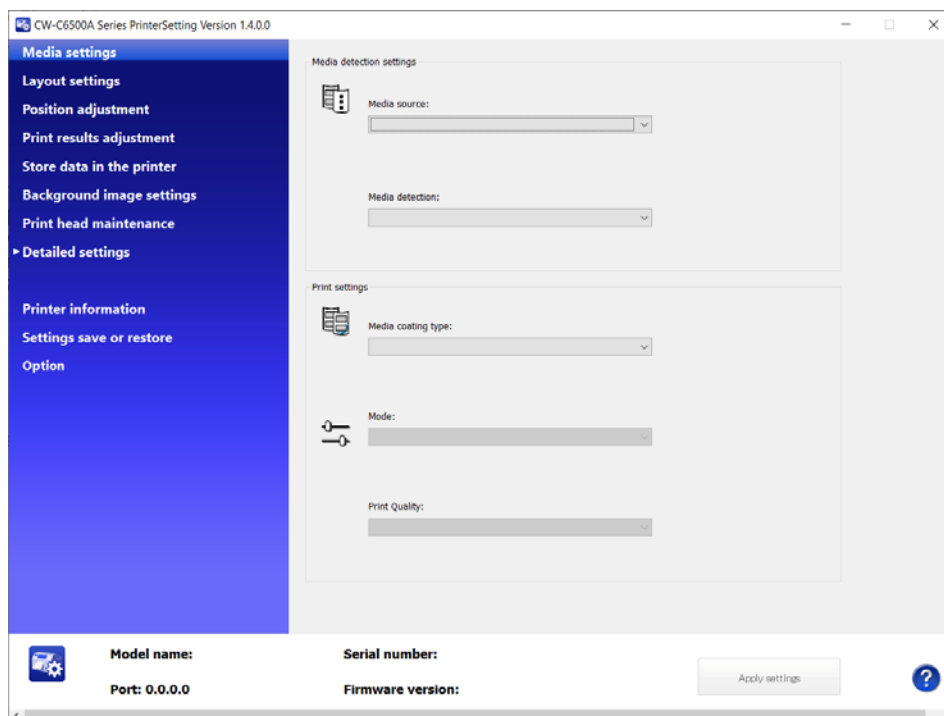 CW-C6500A Series PrinterSetting Version 1.4.0.0
Media settings
Layout settings
Position adjustment
Print results adjustment
Store data in the printer
Background image settings
Print head maintenance
Detailed settings
Printer information
Settings save or restore
Option
Media detection settings
Media source:
Media detection:
Print settings
Media coating type:
Mode:
Print Quality:
Model name:
Serial number:
Port: 0.0.0.0
Firmware version:
Apply settings
?